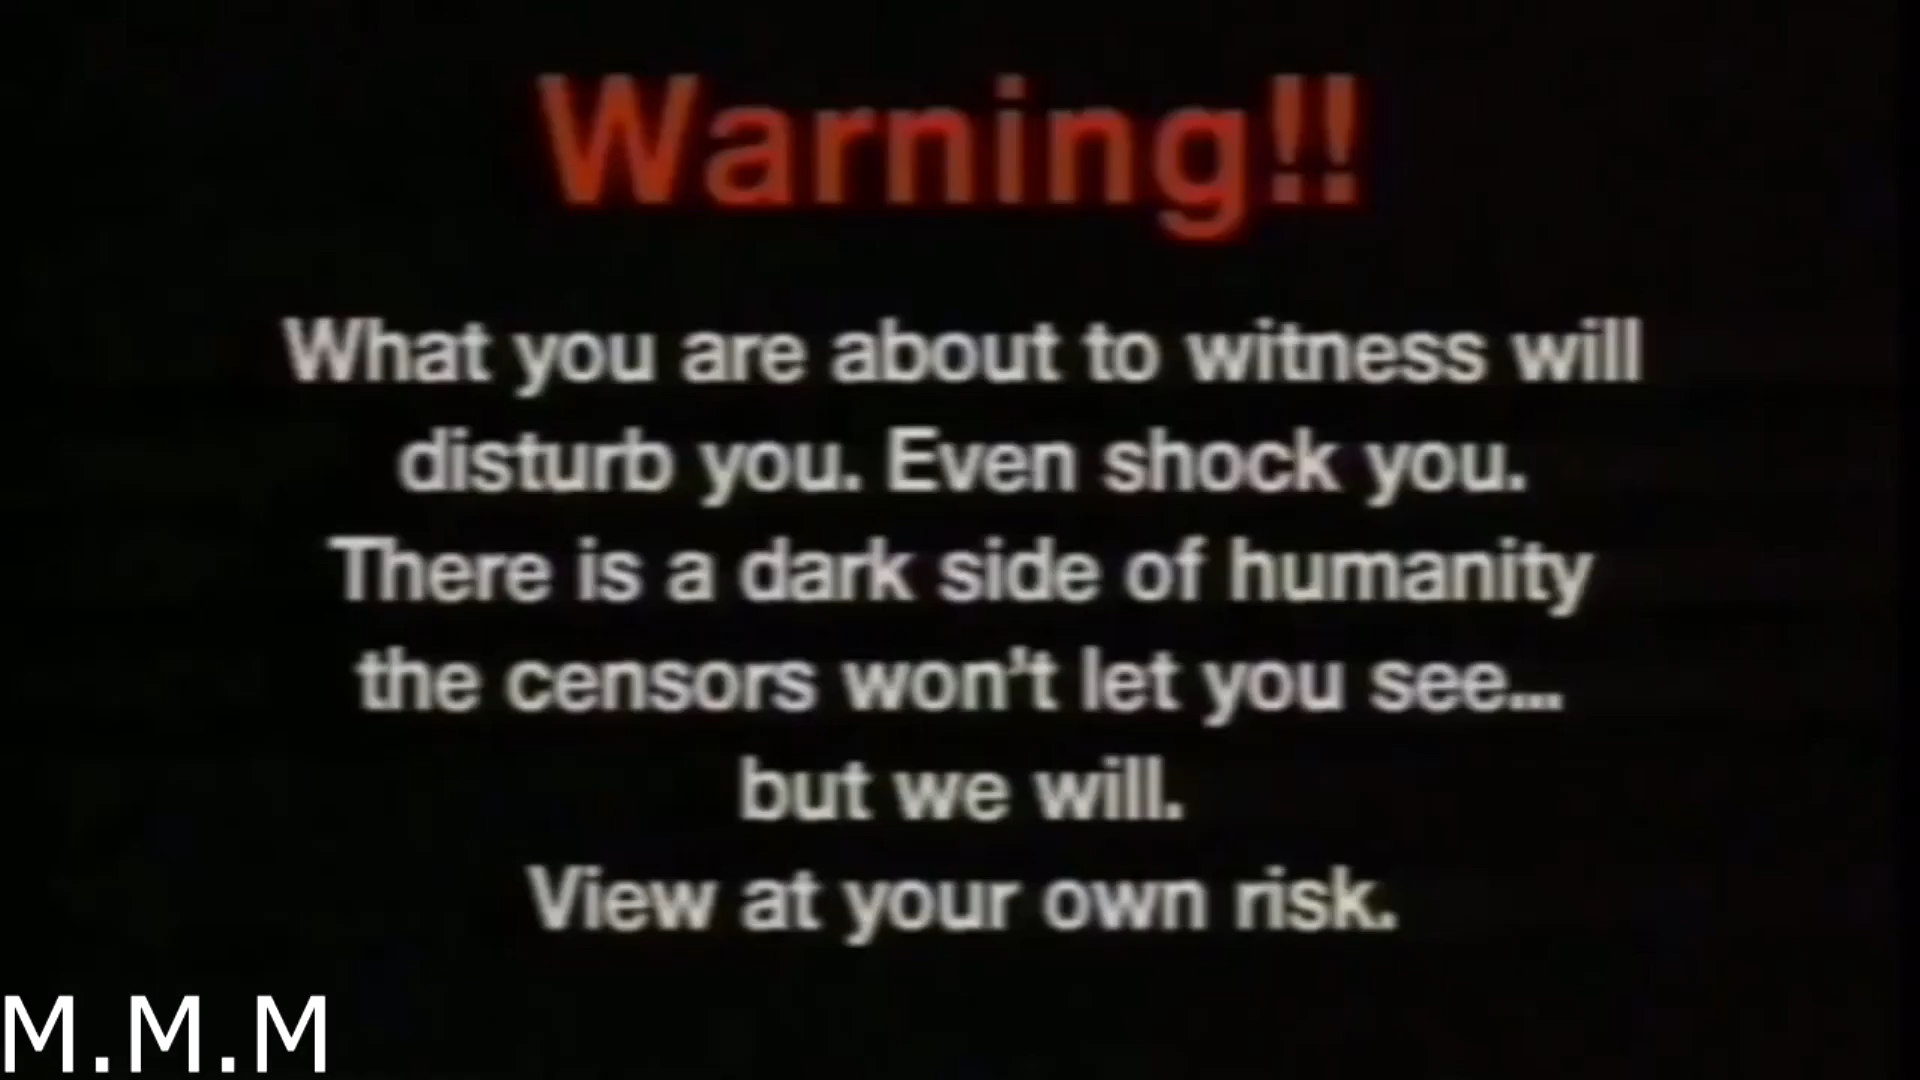 Warning!!
What you are about to witness will
disturb you. Even shock you.
There is a dark side of humanity
the censors won't let you see...
but we will.
View at your own risk.
M.M.M